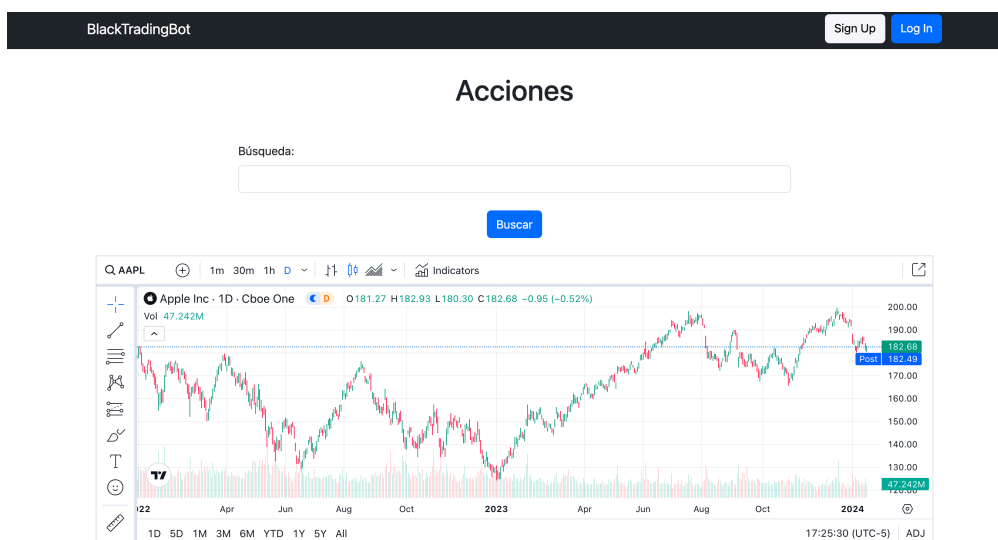 BlackTradingBot Sign Up Log In
Acciones
Búsqueda:
Buscar
AAPL 1m 30m 1h D Indicators
Apple Inc · 1D · Cboe One D O181.27 H182.93 L180.30 C182.68 −0.95 (−0.52%)
Vol 47.242M
200.00
190.00
182.68
Post 182.49
170.00
160.00
150.00
140.00
130.00
47.242M
120.00
2022 Apr Jun Aug Oct 2023 Apr Jun Aug Oct 2024
1D 5D 1M 3M 6M YTD 1Y 5Y All 17:25:30 (UTC-5) ADJ